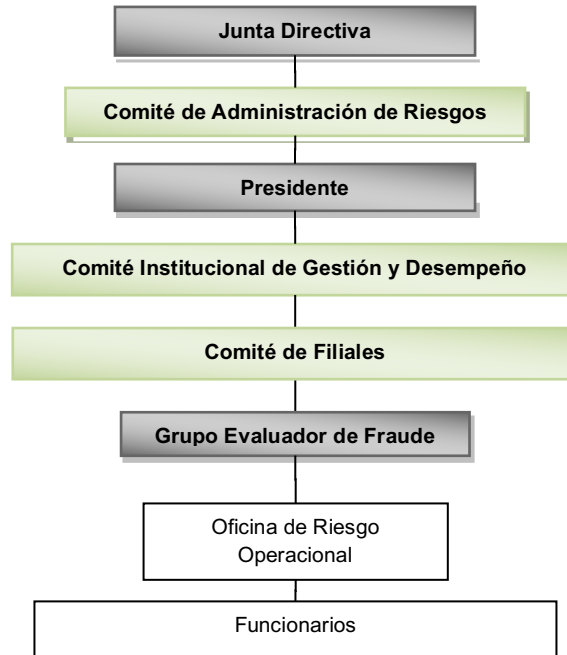 Junta Directiva
Comité de Administración de Riesgos
Presidente
Comité Institucional de Gestión y Desempeño
Comité de Filiales
Grupo Evaluador de Fraude
Oficina de Riesgo
Operacional
Funcionarios